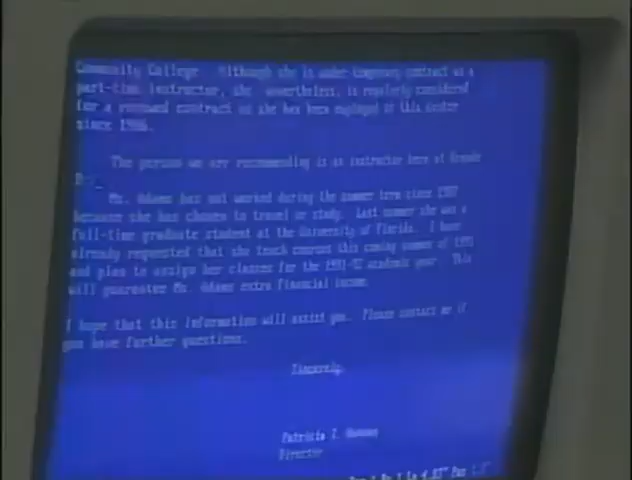 Community College. Although she is under temporary contract as a
part-time instructor, she, nevertheless, is regularly considered
for a renewed contract as she has been employed at this center
since 1986.
The person we are recommending is an instructor here at
Ms. Adams has not worked during the summer term since 1987
because she has chosen to travel or study. Last summer she was a
full-time graduate student at the University of Florida. I have
already requested that she teach courses this coming summer of 1991
and plan to assign her classes for the 1991-92 academic year. This
will guarantee Ms. Adams extra financial income.
I hope that this information will assist you. Please contact me if
you have further questions.
Sincerely,
Patricia
Director